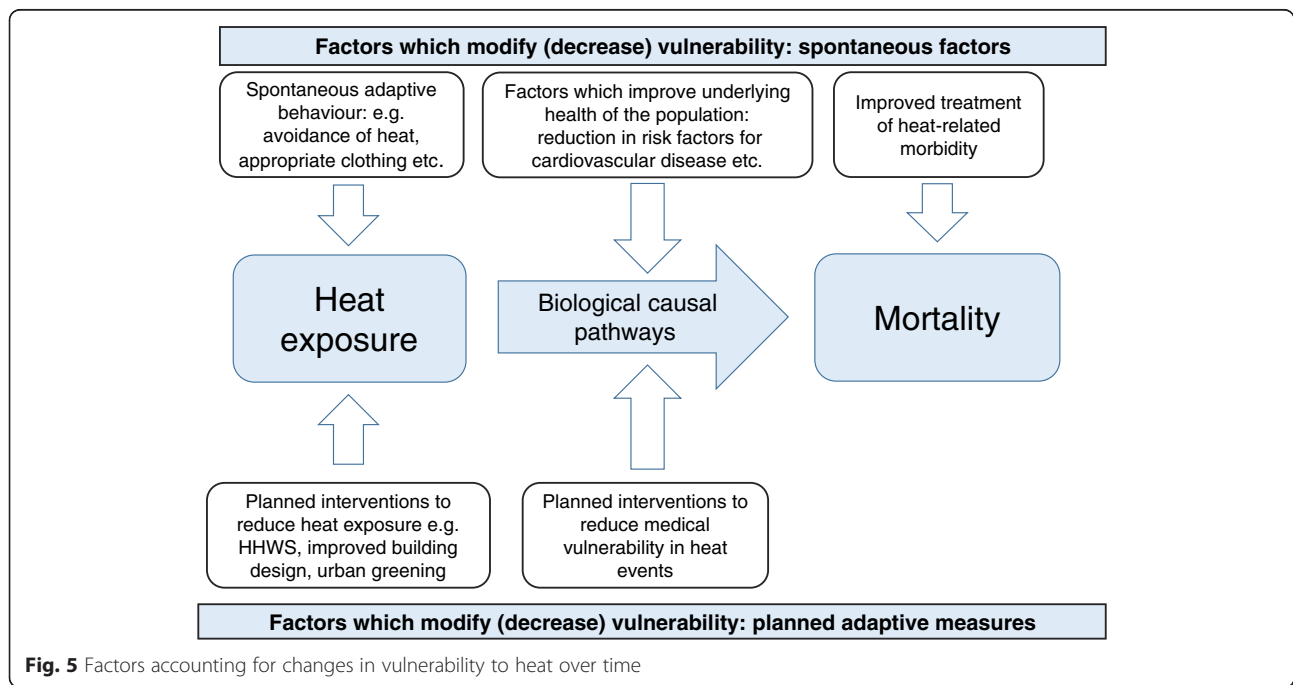 Factors which modify (decrease) vulnerability: spontaneous factors
Spontaneous adaptive
behaviour: e.g.
avoidance of heat,
appropriate clothing etc.
Factors which improve underlying
health of the population:
reduction in risk factors for
cardiovascular disease etc.
Improved treatment
of heat-related
morbidity
Heat
exposure
Biological causal
pathways
Mortality
Planned interventions to
reduce heat exposure e.g.
HHWS, improved building
design, urban greening
Planned interventions to
reduce medical
vulnerability in heat
events
Factors which modify (decrease) vulnerability: planned adaptive measures
Fig. 5 Factors accounting for changes in vulnerability to heat over time